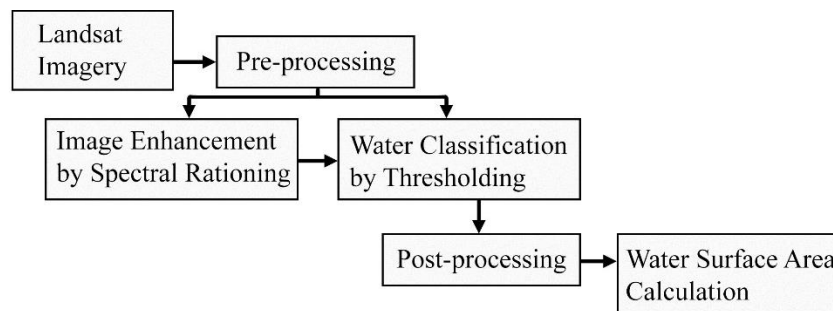 Landsat
Imagery
Pre-processing
Image Enhancement
by Spectral Rationing
Water Classification
by Thresholding
Post-processing
Water Surface Area
Calculation